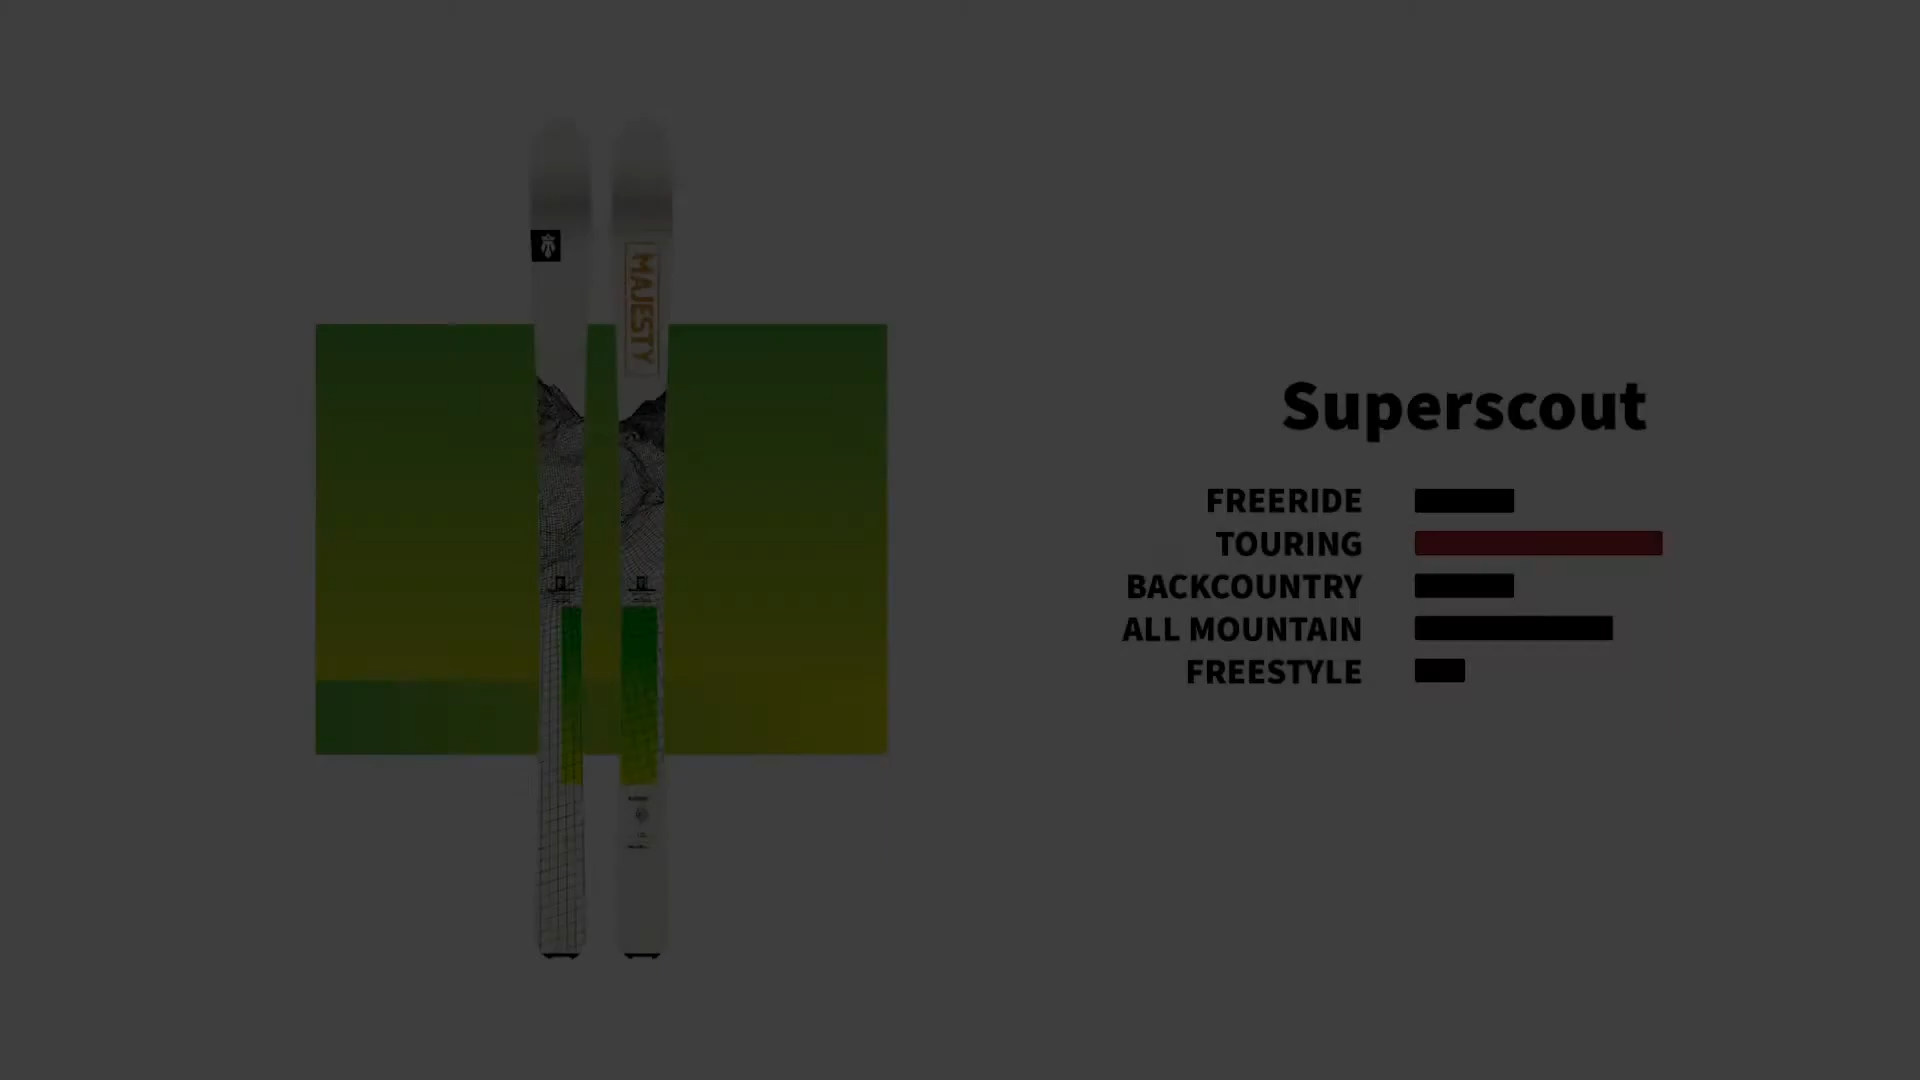 MAJESTY
Superscout
FREERIDE
TOURING
BACKCOUNTRY
ALL MOUNTAIN
FREESTYLE